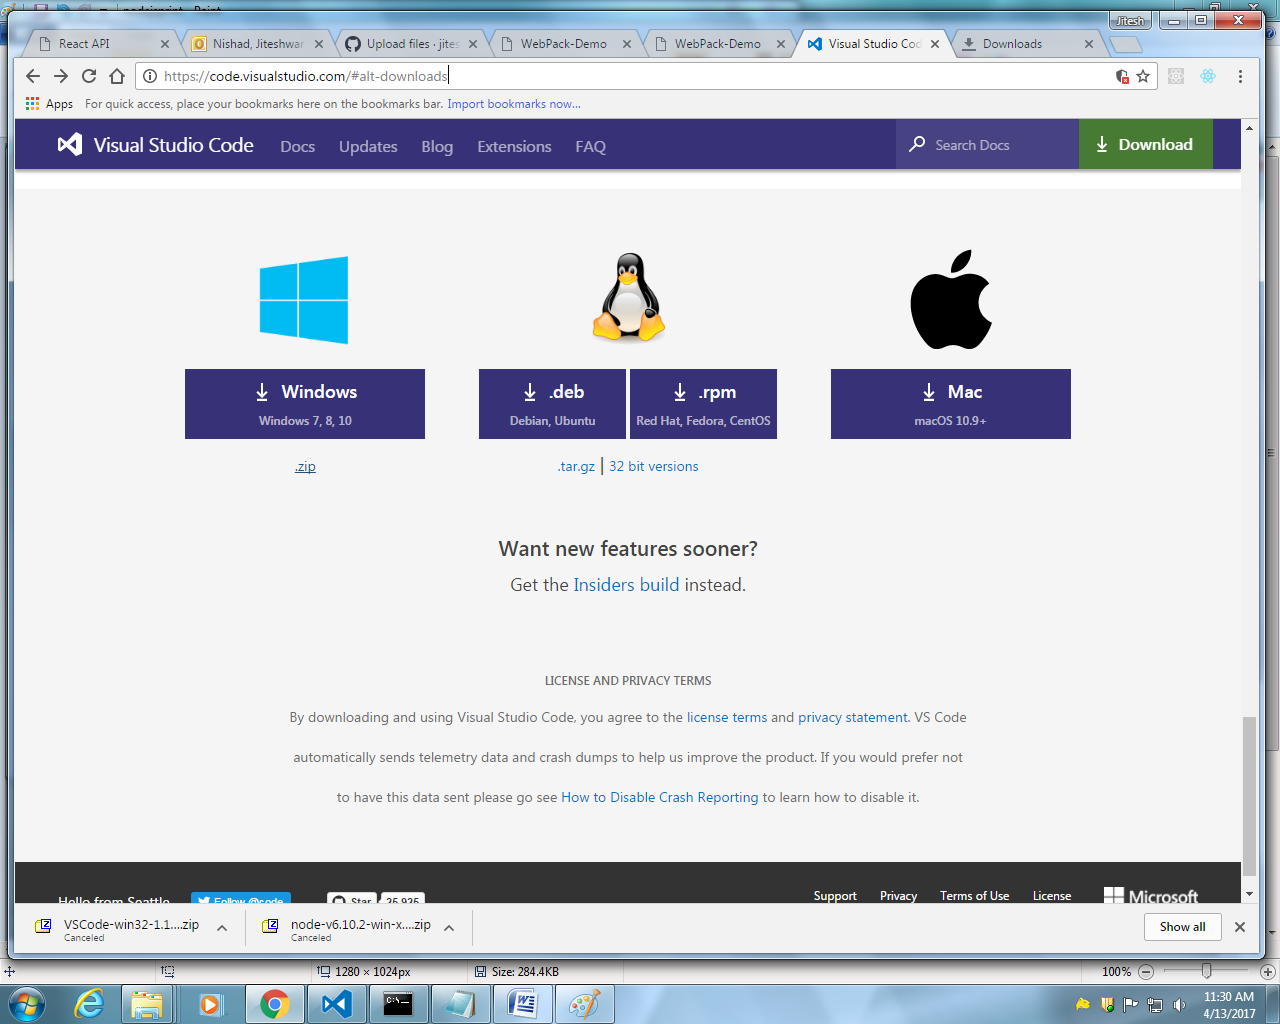 Jitesh
React API
Nishad, Jiteshwar
Upload files · jites
WebPack-Demo
WebPack-Demo
Visual Studio Cod
Downloads
https://code.visualstudio.com/#alt-downloads
Apps For quick access, place your bookmarks here on the bookmarks bar. Import bookmarks now...
Visual Studio Code Docs Updates Blog Extensions FAQ Search Docs Download
Windows
Windows 7, 8, 10
.zip
.deb
Debian, Ubuntu
.rpm
Red Hat, Fedora, CentOS
.tar.gz | 32 bit versions
Mac
macOS 10.9+
Want new features sooner?
Get the Insiders build instead.
LICENSE AND PRIVACY TERMS
By downloading and using Visual Studio Code, you agree to the license terms and privacy statement. VS Code
automatically sends telemetry data and crash dumps to help us improve the product. If you would prefer not
to have this data sent please go see How to Disable Crash Reporting to learn how to disable it.
Hello from Seattle. Follow @code Star Support Privacy Terms of Use License Microsoft
VSCode-win32-1.1....zip
Canceled
node-v6.10.2-win-x....zip
Canceled
Show all
1280 × 1024px Size: 284.4KB 100%
11:30 AM
4/13/2017